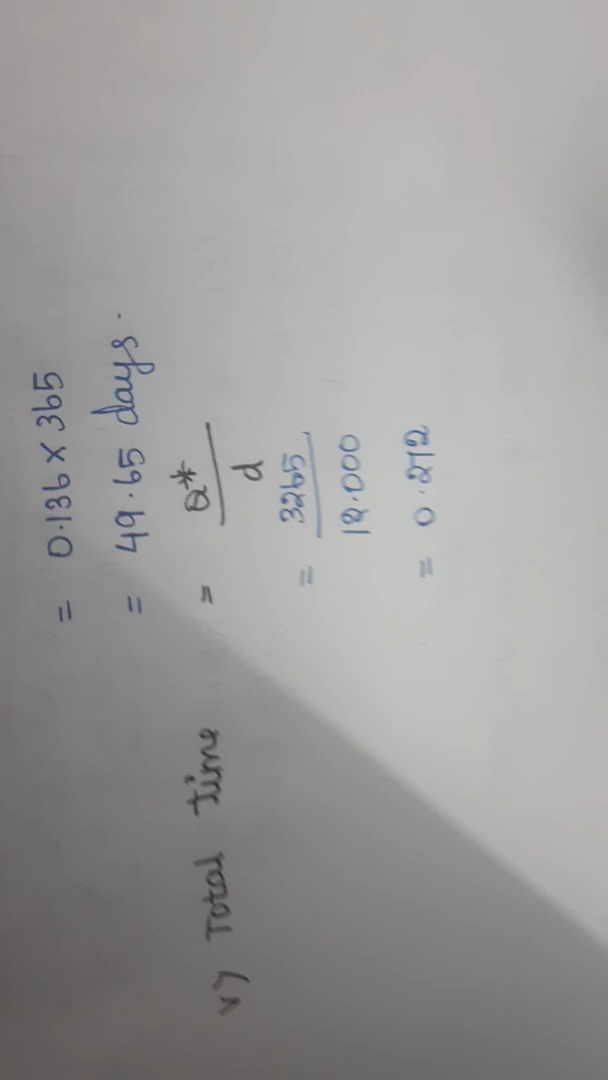 = 0.136 x 365
= 49.65 days.
v) Total time = Q*/d
= 3265/12.000
= 0.272